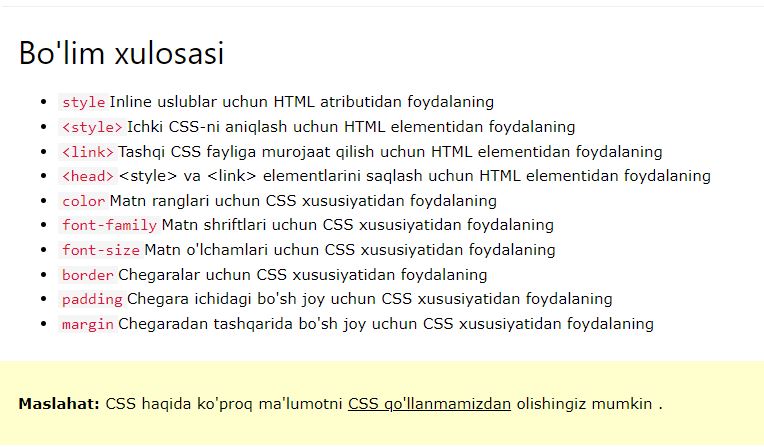 Bo'lim xulosasi
style Inline uslublar uchun HTML atributidan foydalaning
<style> Ichki CSS-ni aniqlash uchun HTML elementidan foydalaning
<link> Tashqi CSS fayliga murojaat qilish uchun HTML elementidan foydalaning
<head> <style> va <link> elementlarini saqlash uchun HTML elementidan foydalaning
color Matn ranglari uchun CSS xususiyatidan foydalaning
font-family Matn shriftlari uchun CSS xususiyatidan foydalaning
font-size Matn o'lchamlari uchun CSS xususiyatidan foydalaning
border Chegaralar uchun CSS xususiyatidan foydalaning
padding Chegara ichidagi bo'sh joy uchun CSS xususiyatidan foydalaning
margin Chegaradan tashqarida bo'sh joy uchun CSS xususiyatidan foydalaning
Maslahat: CSS haqida ko'proq ma'lumotni CSS qo'llanmamizdan olishingiz mumkin .